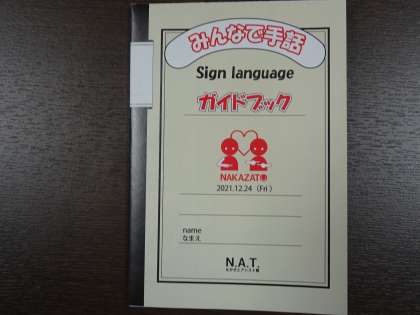 みんなで手話
Sign language
ガイドブック
NAKAZATO
2021.12.24 (Fri)
name
なまえ
N.A.T.